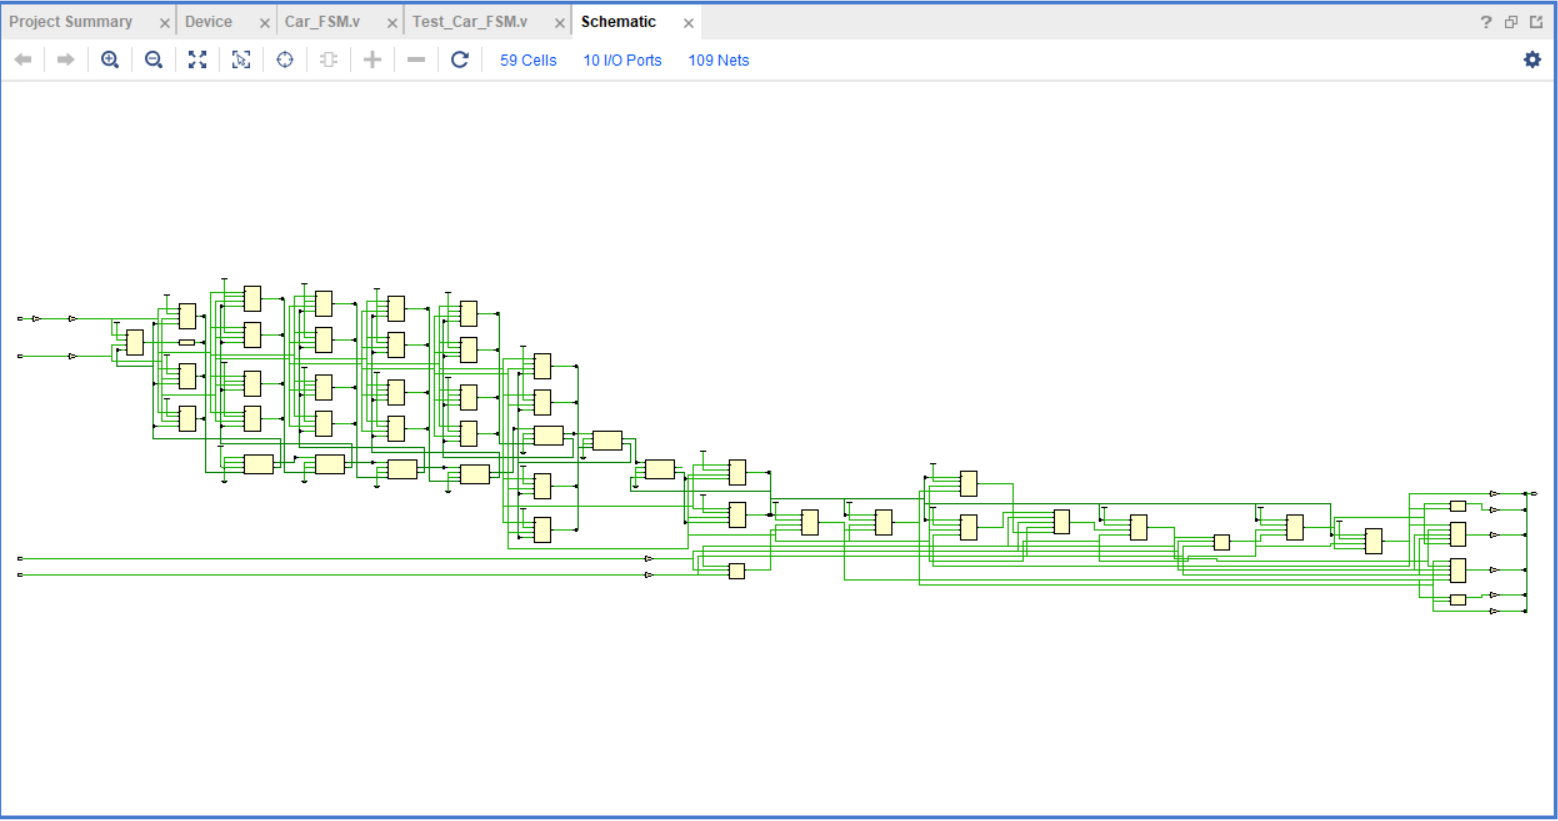 Project Summary × Device × Car_FSM.v × Test_Car_FSM.v × Schematic ×
59 Cells 10 I/O Ports 109 Nets